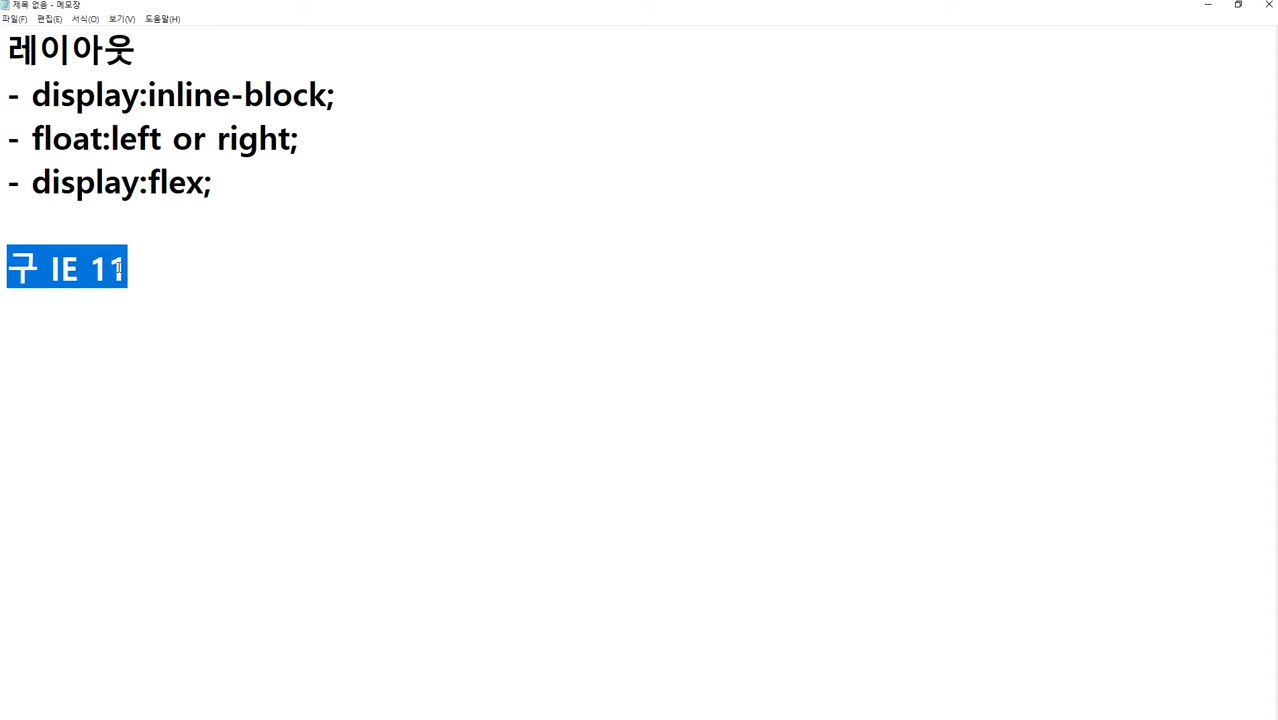 제목 없음 - 메모장
파일(F) 편집(E) 서식(O) 보기(V) 도움말(H)
레이아웃
- display:inline-block;
- float:left or right;
- display:flex;
구 IE 11